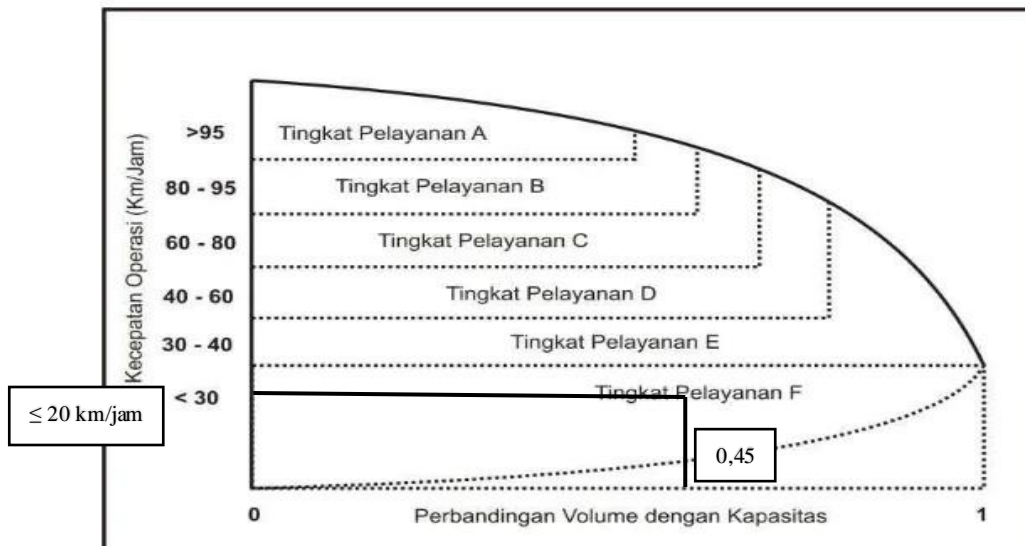 Kecepatan Operasi (Km/Jam)
>95
Tingkat Pelayanan A
80 - 95
Tingkat Pelayanan B
60 - 80
Tingkat Pelayanan C
40 - 60
Tingkat Pelayanan D
30 - 40
Tingkat Pelayanan E
< 30
Tingkat Pelayanan F
≤ 20 km/jam
0,45
0
Perbandingan Volume dengan Kapasitas
1